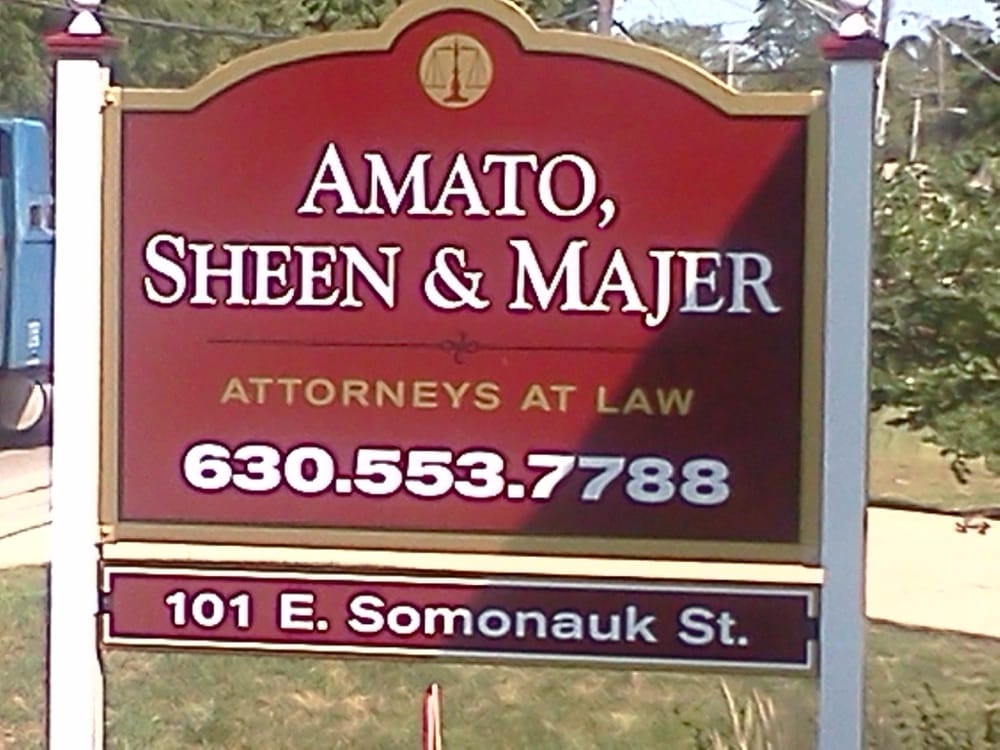 AMATO,
SHEEN & MAJER
ATTORNEYS AT LAW
630.553.7788
101 E. Somonauk St.